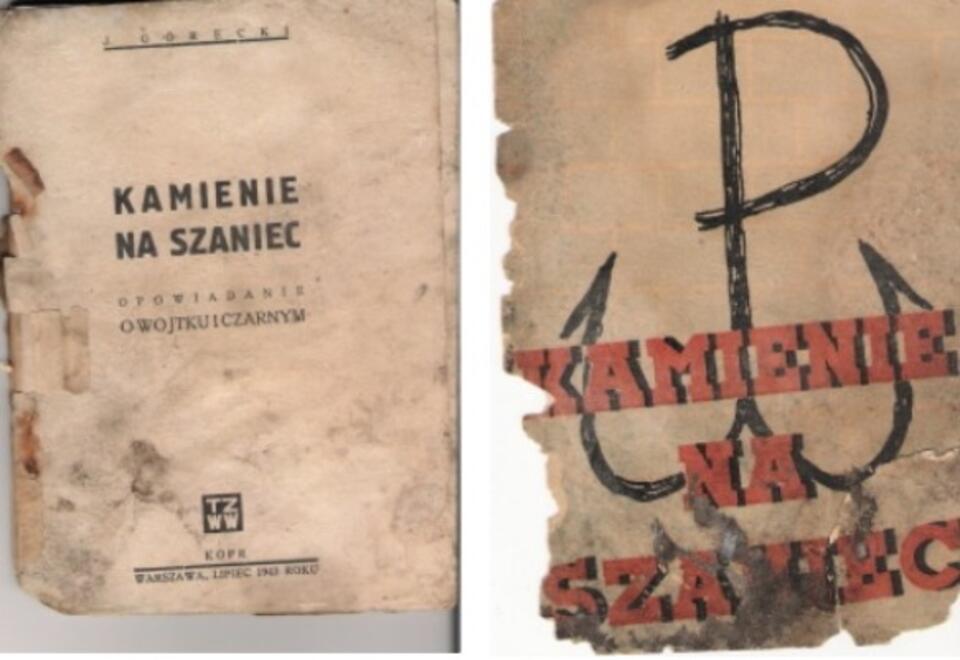 J. GÓRECKI
KAMIENIE
NA SZANIEC
OPOWIADANIE
O WOJTKU I CZARNYM
TZ
WW
KOPR
WARSZAWA, LIPIEC 1943 ROKU
P
KAMIENIE
NA
SZANIEC